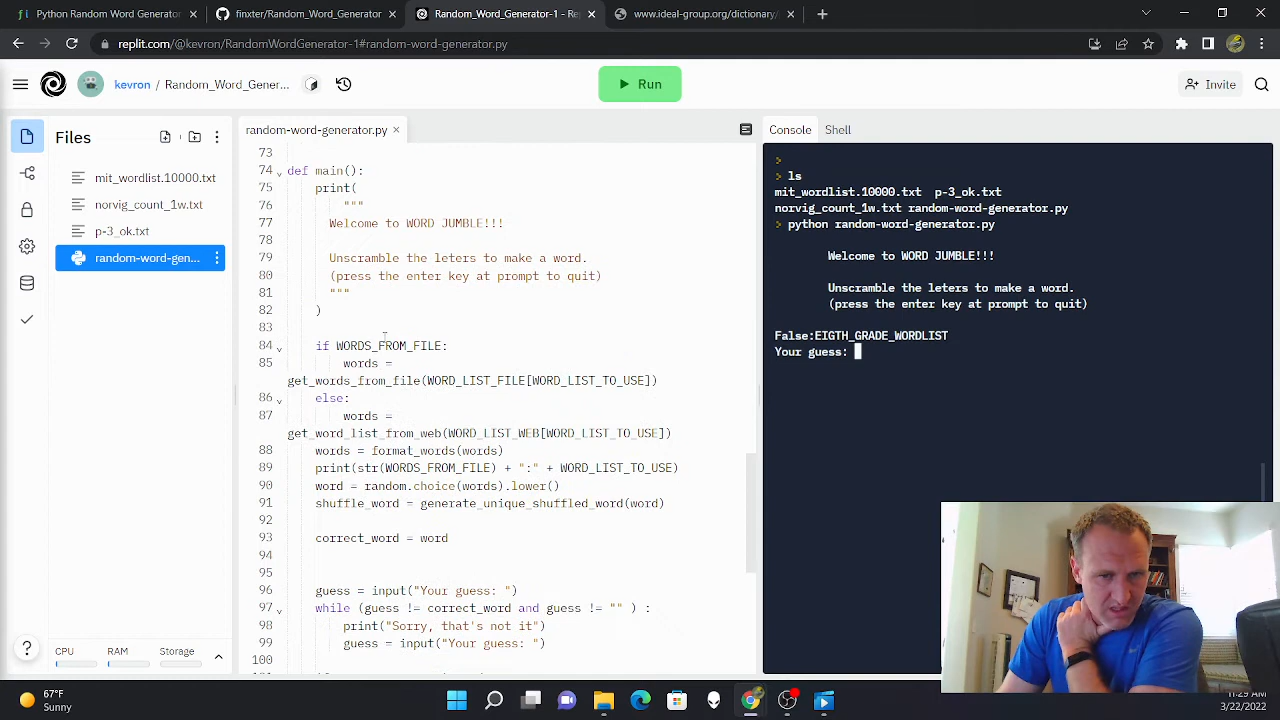 Python Word Random Generator
finxter/Random_Word_Generator
Random_Word_Generator-1 - Re
www.ideal-group.org/dictionary/
replit.com/@kevron/RandomWordGenerator-1#random-word-generator.py
kevron / Random_Word_Gener...
Run
Invite
Files
mit_wordlist.10000.txt
norvig_count_1w.txt
p-3_ok.txt
random-word-gen...
random-word-generator.py
73
74 def main():
75 print(
76 """
77 Welcome to WORD JUMBLE!!!
78
79 Unscramble the leters to make a word.
80 (press the enter key at prompt to quit)
81 """
82 )
83
84 if WORDS_FROM_FILE:
85 words =
get_words_from_file(WORD_LIST_FILE[WORD_LIST_TO_USE])
86 else:
87 words =
get_word_list_from_web(WORD_LIST_WEB[WORD_LIST_TO_USE])
88 words = format_words(words)
89 print(str(WORDS_FROM_FILE) + ":" + WORD_LIST_TO_USE)
90 word = random.choice(words).lower()
91 shuffle_word = generate_unique_shuffled_word(word)
92
93 correct_word = word
94
95
96 guess = input("Your guess: ")
97 while (guess != correct_word and guess != "" ) :
98 print("Sorry, that's not it")
99 guess = input("Your guess: ")
100
Console Shell
>
> ls
mit_wordlist.10000.txt p-3_ok.txt
norvig_count_1w.txt random-word-generator.py
> python random-word-generator.py
Welcome to WORD JUMBLE!!!
Unscramble the leters to make a word.
(press the enter key at prompt to quit)
False:EIGTH_GRADE_WORDLIST
Your guess:
CPU RAM Storage
67°F
Sunny
11:29 AM
3/22/2022